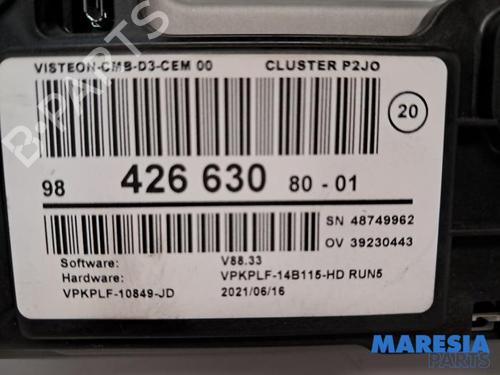 B-PARTS
VISTEON-CMB-D3-CEM 00 CLUSTER P2JO
20
98 426 630 80 - 01
SN 48749962
OV 39230443
Software: V88.33
Hardware: VPKPLF-14B115-HD RUN5
VPKPLF-10849-JD 2021/06/16
MARESIA
PARTS